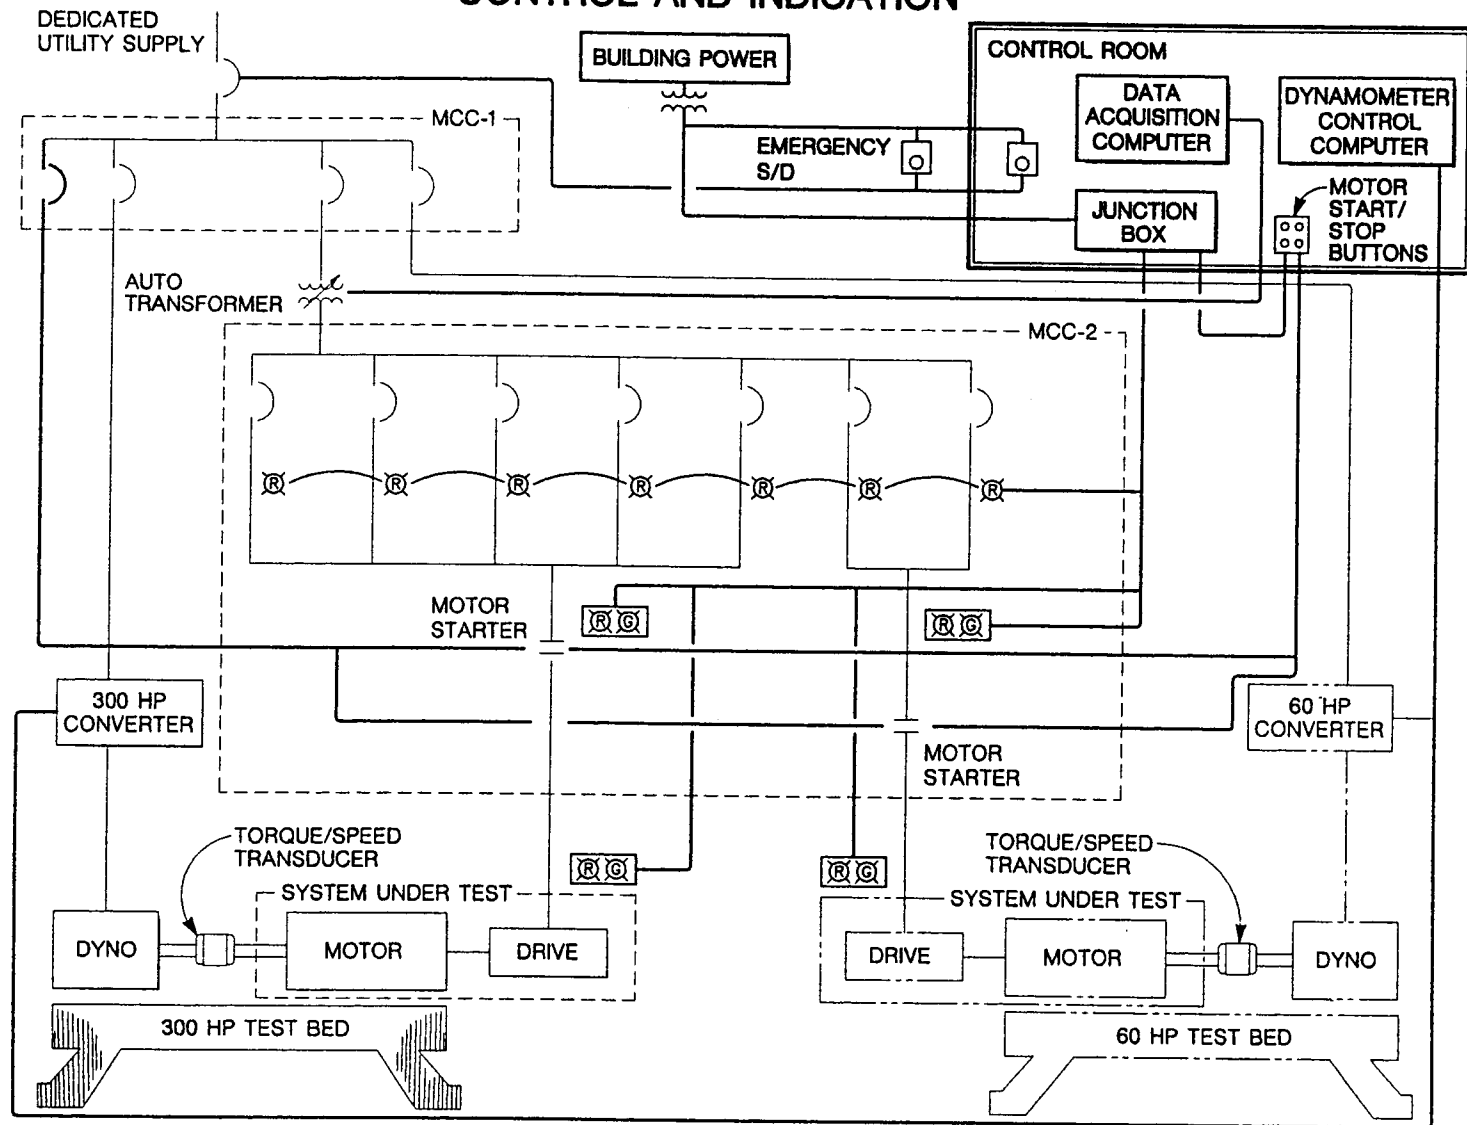 CONTROL AND INDICATION
DEDICATED
UTILITY SUPPLY
BUILDING POWER
CONTROL ROOM
DATA
ACQUISITION
COMPUTER
DYNAMOMETER
CONTROL
COMPUTER
MCC-1
EMERGENCY
S/D
JUNCTION
BOX
MOTOR
START/
STOP
BUTTONS
AUTO
TRANSFORMER
MCC-2
R
R
R
R
R
R
R
MOTOR
STARTER
R G
R G
300 HP
CONVERTER
60 HP
CONVERTER
MOTOR
STARTER
TORQUE/SPEED
TRANSDUCER
R G
R G
TORQUE/SPEED
TRANSDUCER
SYSTEM UNDER TEST
SYSTEM UNDER TEST
DYNO
MOTOR
DRIVE
DRIVE
MOTOR
DYNO
300 HP TEST BED
60 HP TEST BED